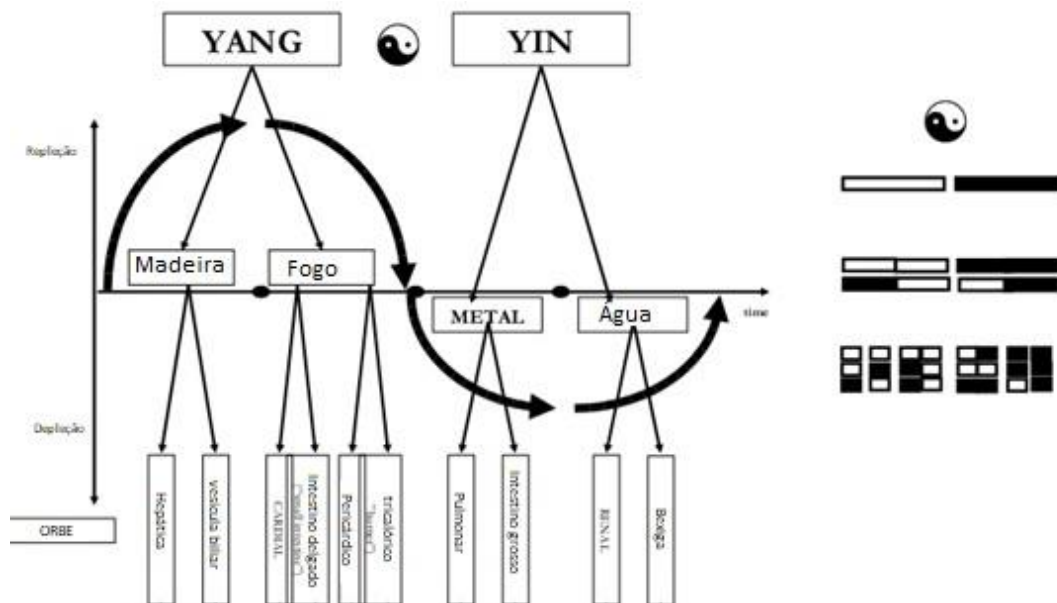 YANG
YIN
Repleção
Madeira
Fogo
METAL
Água
time
Depleção
ORBE
Hepática
vesícula biliar
CARDIAL
Intestino delgado
Pericárdico
tricalórico
Pulmonar
Intestino grosso
RENAL
Bexiga